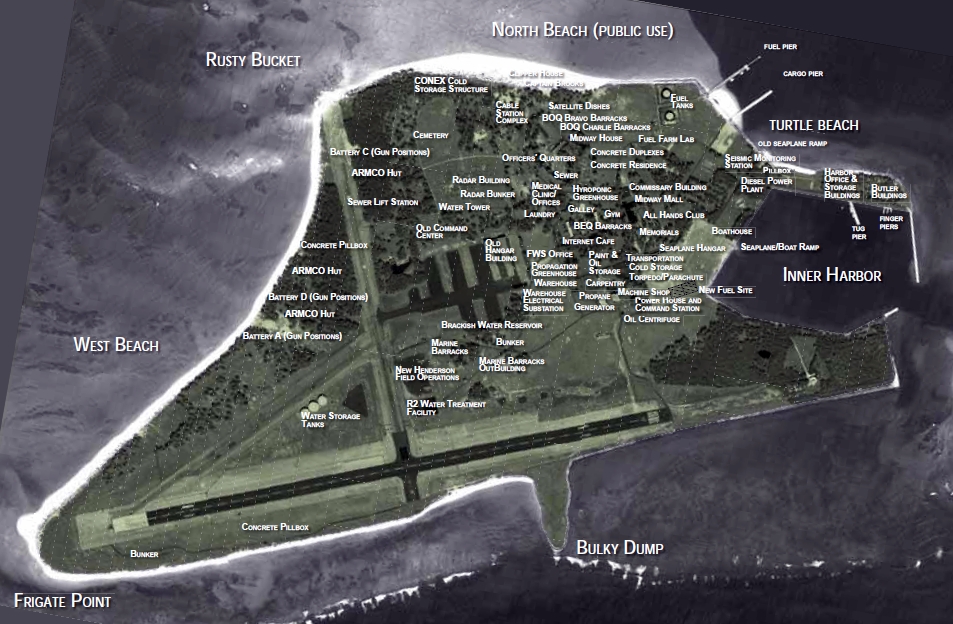 NORTH BEACH (PUBLIC USE)
FUEL PIER
RUSTY BUCKET
CARGO PIER
CLIPPER HOUSE
CAPTAIN BROOKS
CONEX COLD
STORAGE STRUCTURE
FUEL
TANKS
CABLE
STATION
COMPLEX
SATELLITE DISHES
BOQ BRAVO BARRACKS
BOQ CHARLIE BARRACKS
TURTLE BEACH
CEMETERY
MIDWAY HOUSE
FUEL FARM LAB
OLD SEAPLANE RAMP
BATTERY C (GUN POSITIONS)
CONCRETE DUPLEXES
OFFICERS' QUARTERS
CONCRETE RESIDENCE
SEISMIC MONITORING
STATION
PILLBOX
ARMCO HUT
SEWER
RADAR BUILDING
DIESEL POWER
PLANT
HARBOR
OFFICE &
STORAGE
BUILDINGS
BUTLER
BUILDINGS
MEDICAL
CLINIC/
OFFICES
HYROPONIC
GREENHOUSE
COMMISSARY BUILDING
RADAR BUNKER
MIDWAY MALL
SEWER LIFT STATION
WATER TOWER
LAUNDRY
GALLEY
GYM
ALL HANDS CLUB
FINGER
PIERS
TUG
PIER
OLD COMMAND
CENTER
BEQ BARRACKS
MEMORIALS
BOATHOUSE
CONCRETE PILLBOX
OLD
HANGAR
BUILDING
INTERNET CAFE
SEAPLANE HANGAR
SEAPLANE/BOAT RAMP
FWS OFFICE
PAINT &
OIL
STORAGE
TRANSPORTATION
COLD STORAGE
TORPEDO/PARACHUTE
INNER HARBOR
ARMCO HUT
PROPAGATION
GREENHOUSE
WAREHOUSE
CARPENTRY
NEW FUEL SITE
BATTERY D (GUN POSITIONS)
WAREHOUSE
ELECTRICAL
SUBSTATION
PROPANE
MACHINE SHOP
POWER HOUSE AND
COMMAND STATION
GENERATOR
ARMCO HUT
OIL CENTRIFUGE
BRACKISH WATER RESERVOIR
BATTERY A (GUN POSITIONS)
WEST BEACH
MARINE
BARRACKS
BUNKER
MARINE BARRACKS
OUTBUILDING
NEW HENDERSON
FIELD OPERATIONS
R2 WATER TREATMENT
FACILITY
WATER STORAGE
TANKS
CONCRETE PILLBOX
BUNKER
BULKY DUMP
FRIGATE POINT